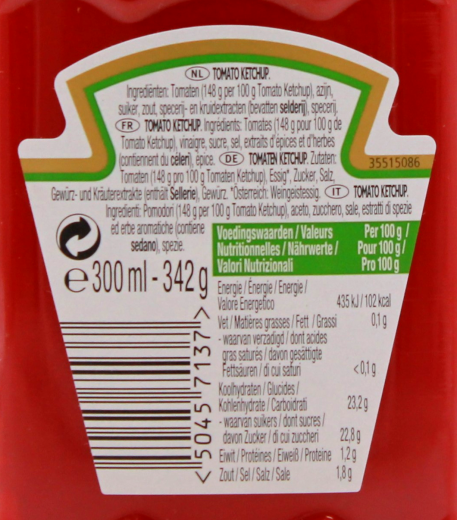 NL TOMATO KETCHUP.
Ingrediënten: Tomaten (148 g per 100 g Tomato Ketchup), azijn,
suiker, zout, specerij- en kruidextracten (bevatten selderij), specerij.
FR TOMATO KETCHUP. Ingrédients: Tomates (148 g pour 100 g de
Tomato Ketchup), vinaigre, sucre, sel, extraits d'épices et d'herbes
(contiennent du céleri), épice. DE TOMATEN KETCHUP. Zutaten:
Tomaten (148 g pro 100 g Tomaten Ketchup), Essig*, Zucker, Salz,
Gewürz- und Kräuterextrakte (enthält Sellerie), Gewürz. *Österreich: Weingeistessig. IT TOMATO KETCHUP.
Ingredienti: Pomodori (148 g per 100 g Tomato Ketchup), aceto, zucchero, sale, estratti di spezie
ed erbe aromatiche (contiene
sedano), spezie.
35515086
e 300 ml - 342 g
Voedingswaarden / Valeurs
Nutritionnelles / Nährwerte /
Valori Nutrizionali
Per 100 g /
Pour 100 g /
Pro 100 g
Energie / Énergie / Energie /
Valore Energetico 435 kJ / 102 kcal
Vet / Matières grasses / Fett / Grassi 0,1 g
- waarvan verzadigd / dont acides
gras saturés / davon gesättigte
Fettsäuren / di cui saturi <0,1 g
Koolhydraten / Glucides /
Kohlenhydrate / Carboidrati 23,2 g
- waarvan suikers / dont sucres /
davon Zucker / di cui zuccheri 22,8 g
Eiwit / Protéines / Eiweiß / Proteine 1,2 g
Zout / Sel / Salz / Sale 1,8 g
<5045 7137>